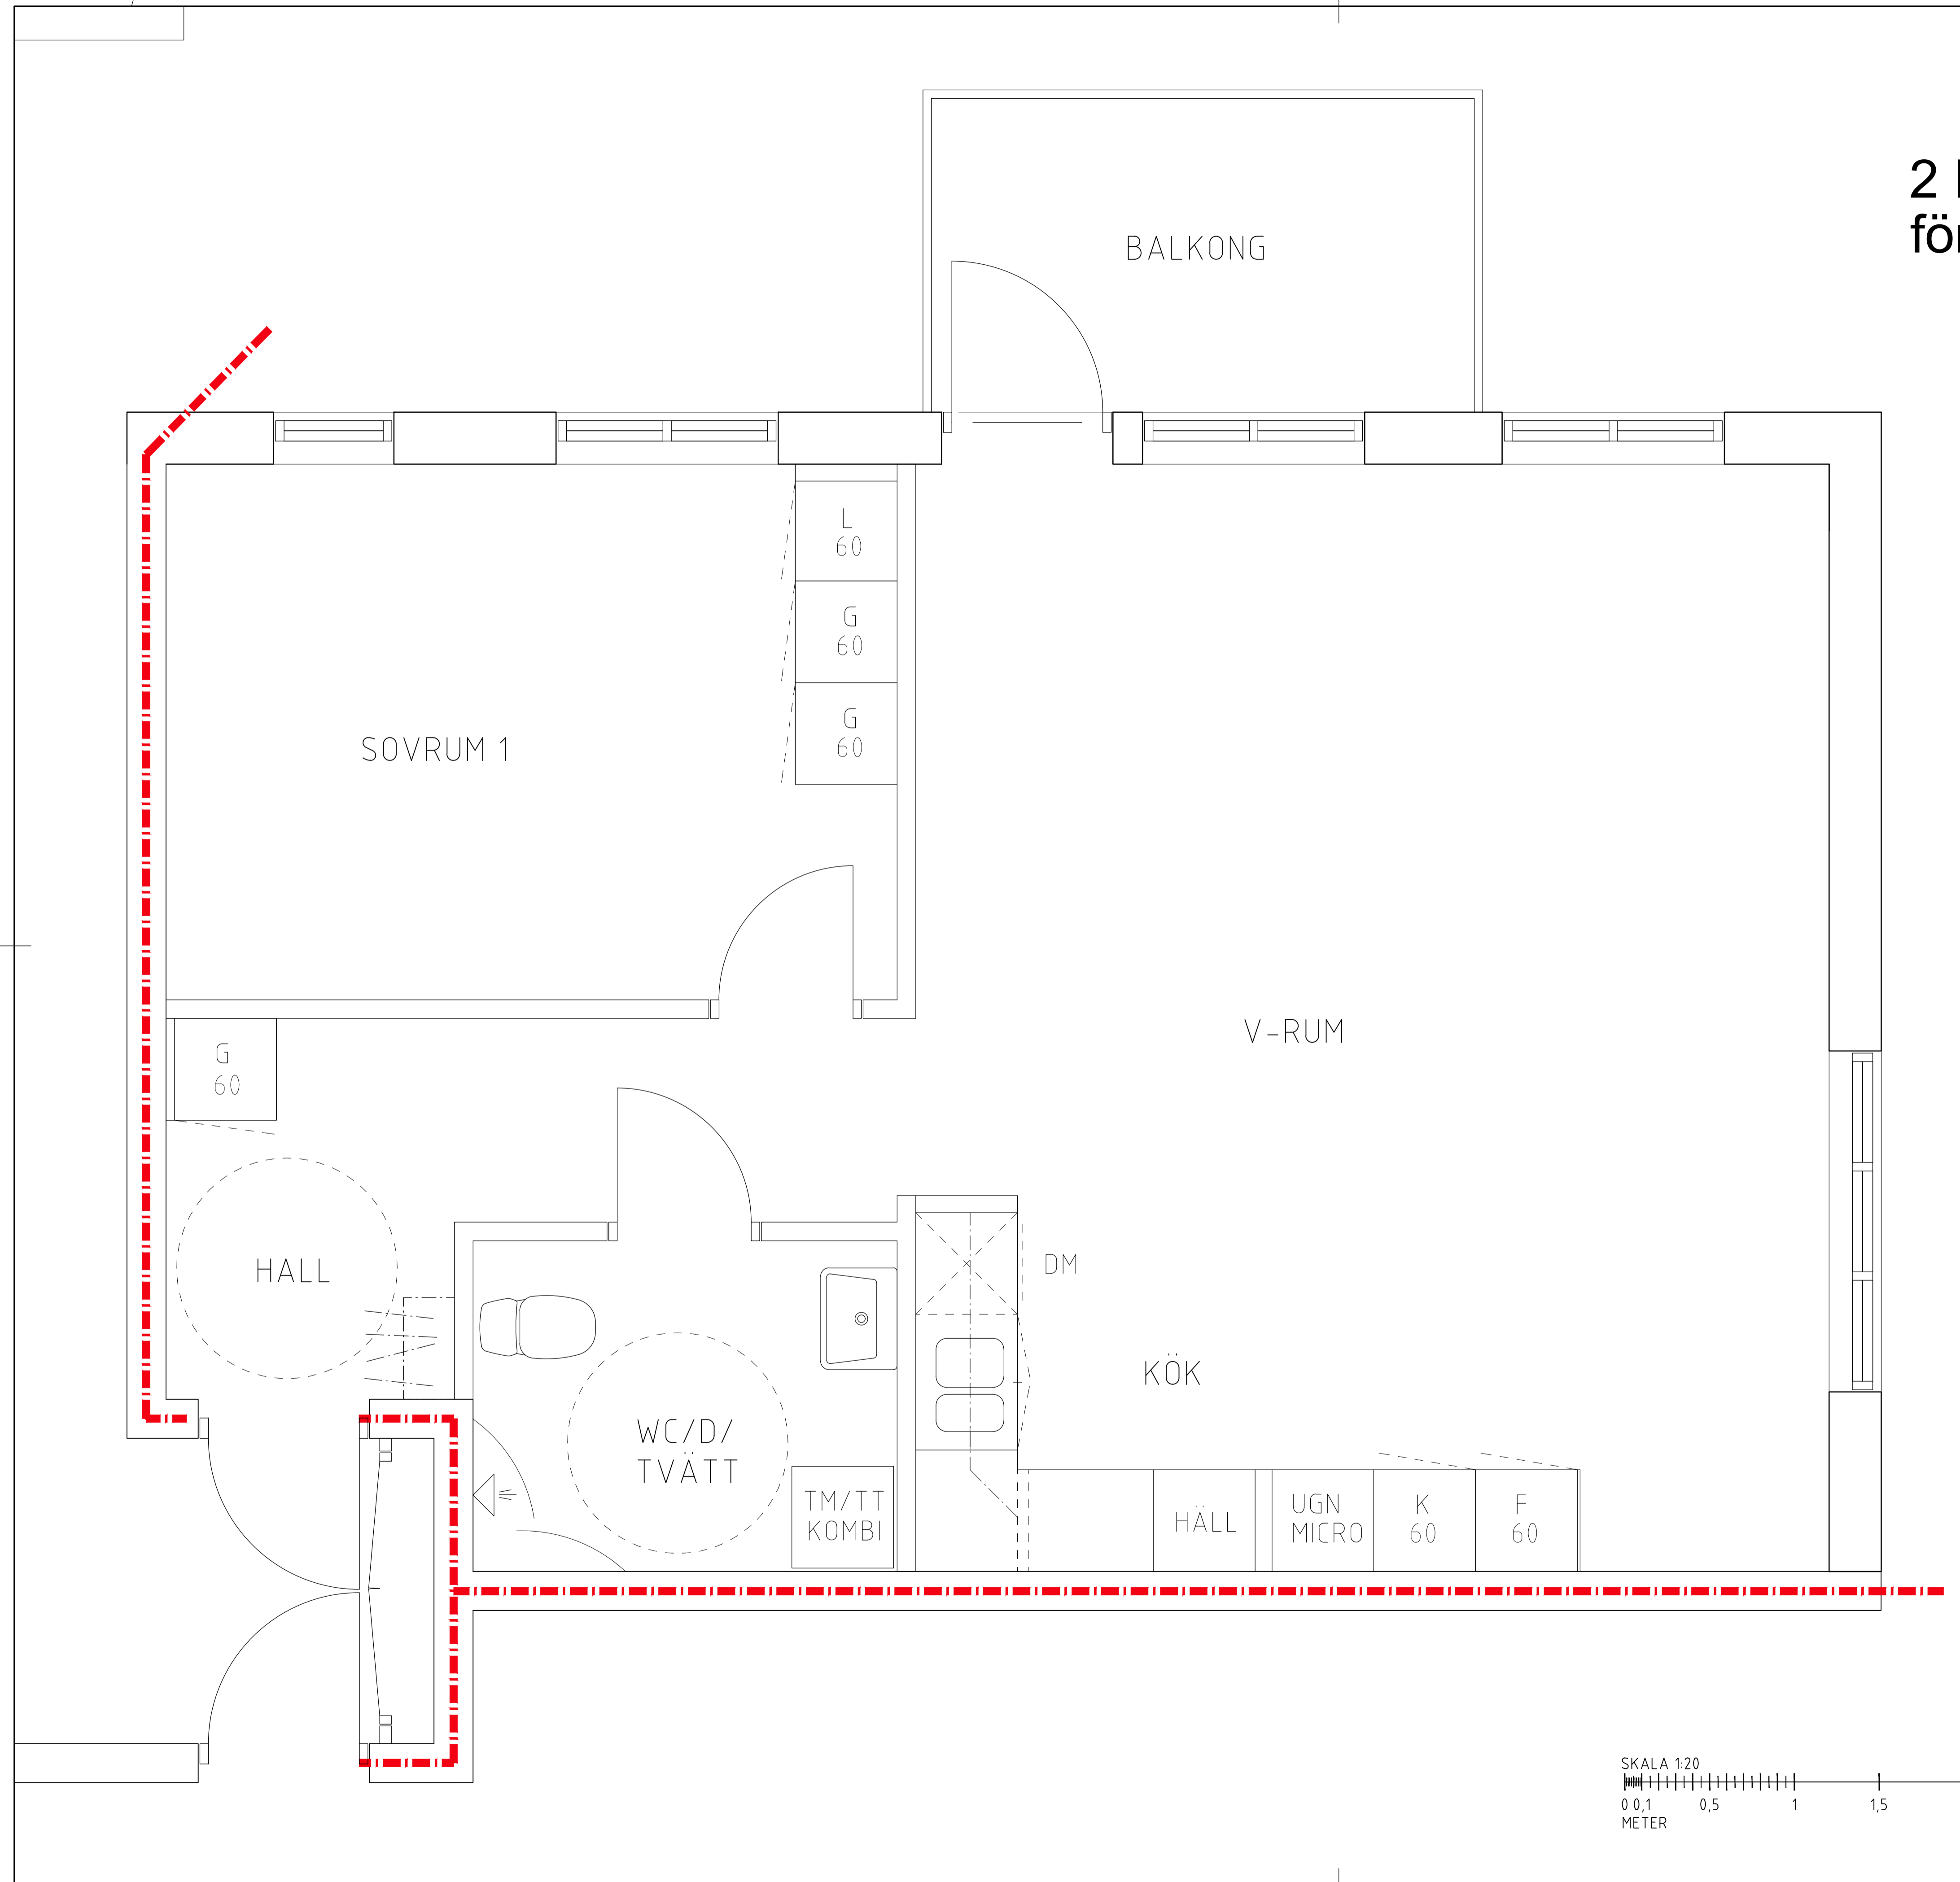 2
för
BALKONG
L
60
G
60
G
60
SOVRUM 1
V-RUM
G
60
HALL
DM
KÖK
WC/D/
TVÄTT
TM/TT
KOMBI
HÄLL
UGN
MICRO
K
60
F
60
SKALA 1:20
0 0,1 0,5 1 1,5
METER